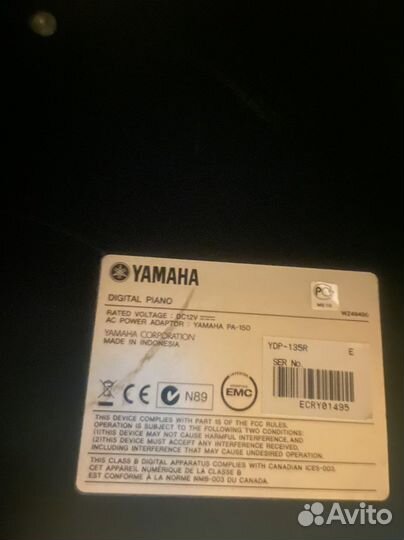 YAMAHA
DIGITAL PIANO
RATED VOLTAGE : DC12V
AC POWER ADAPTOR : YAMAHA PA-150
YAMAHA CORPORATION
MADE IN INDONESIA
WZ49400
YDP-135R E
SER No.
ECRY01495
CE N89 EMC
THIS DEVICE COMPLIES WITH PART 15 OF THE FCC RULES.
OPERATION IS SUBJECT TO THE FOLLOWING TWO CONDITIONS:
(1)THIS DEVICE MAY NOT CAUSE HARMFUL INTERFERENCE, AND
(2)THIS DEVICE MUST ACCEPT ANY INTERFERENCE RECEIVED,
INCLUDING INTERFERENCE THAT MAY CAUSE UNDESIRED OPERATION.
THIS CLASS B DIGITAL APPARATUS COMPLIES WITH CANADIAN ICES-003.
CET APPAREIL NUMÉRIQUE DE LA CLASSE B
EST CONFORME À LA NORME NMB-003 DU CANADA.
Avito